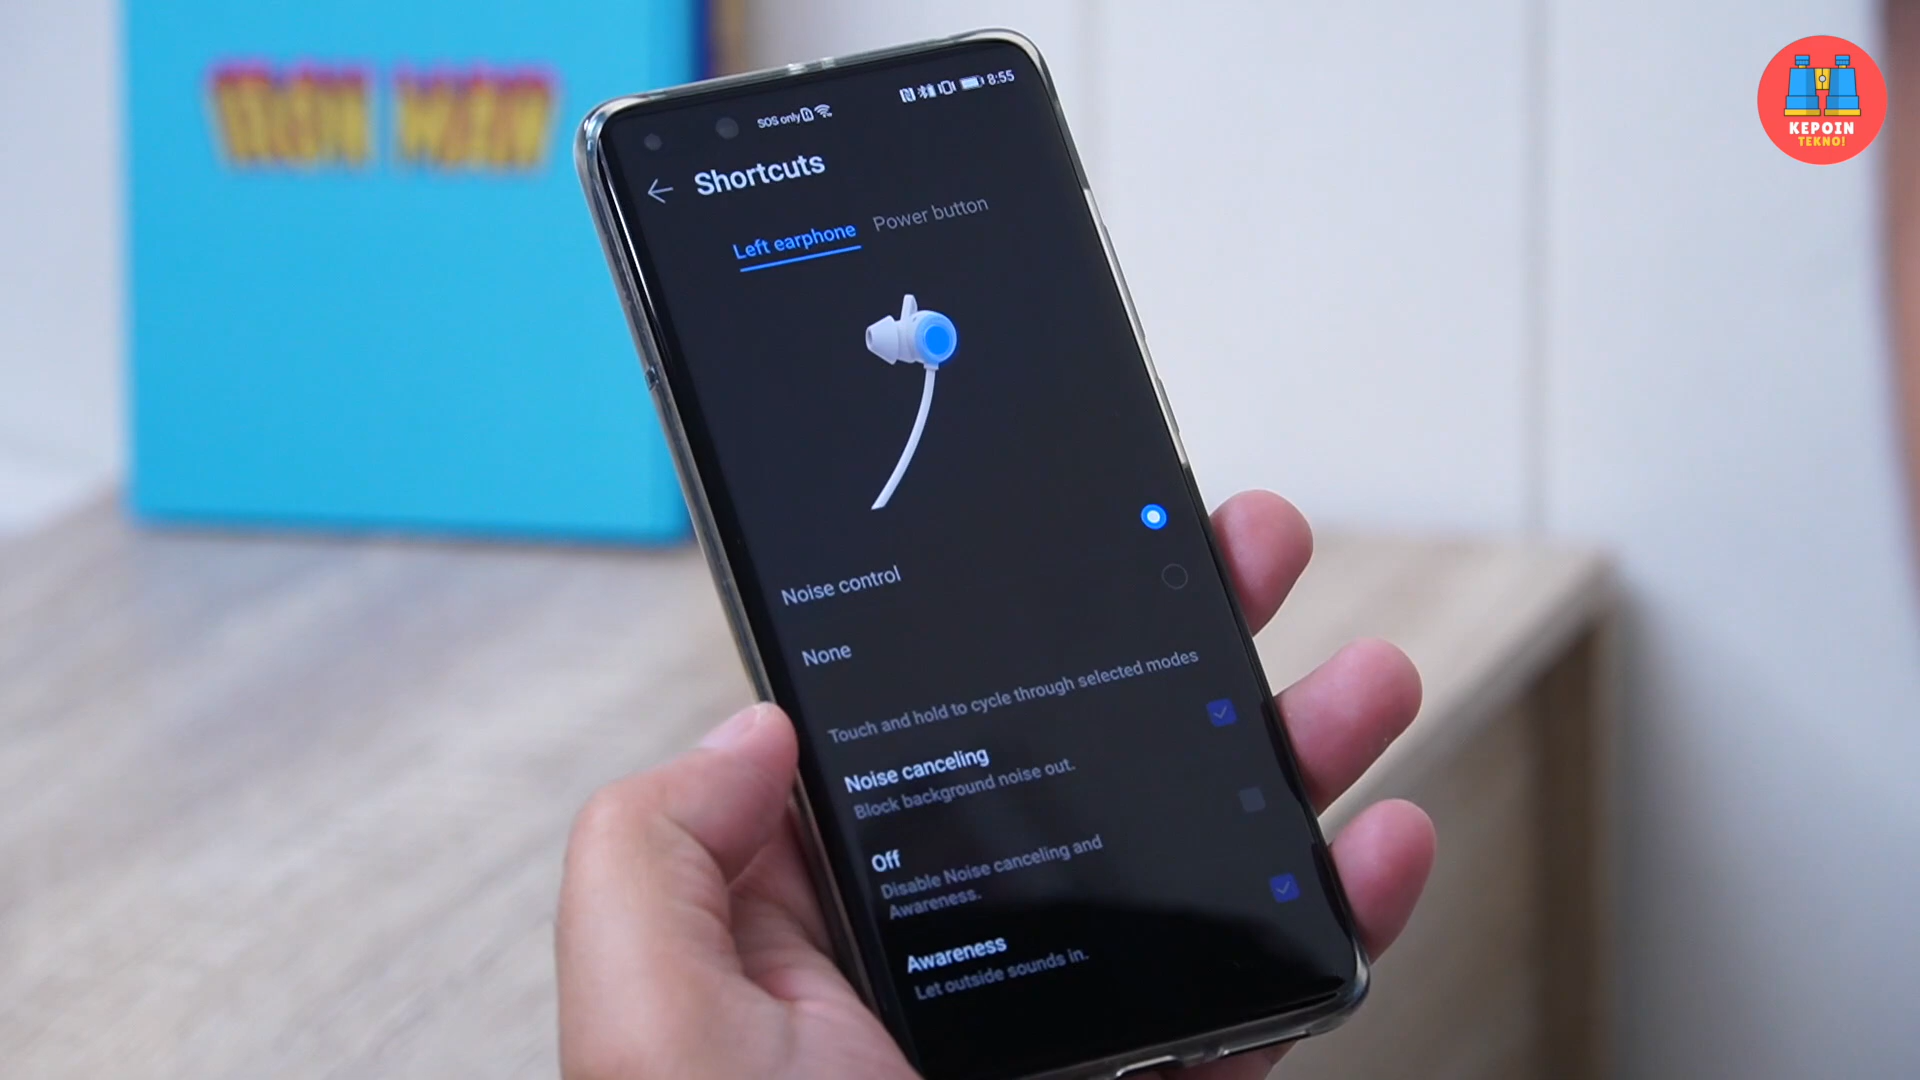 IRON MAN
KEPOIN
TEKNO!
SOS only
8:55
Shortcuts
Left earphone
Power button
Noise control
None
Touch and hold to cycle through selected modes
Noise canceling
Block background noise out.
Off
Disable Noise canceling and
Awareness.
Awareness
Let outside sounds in.